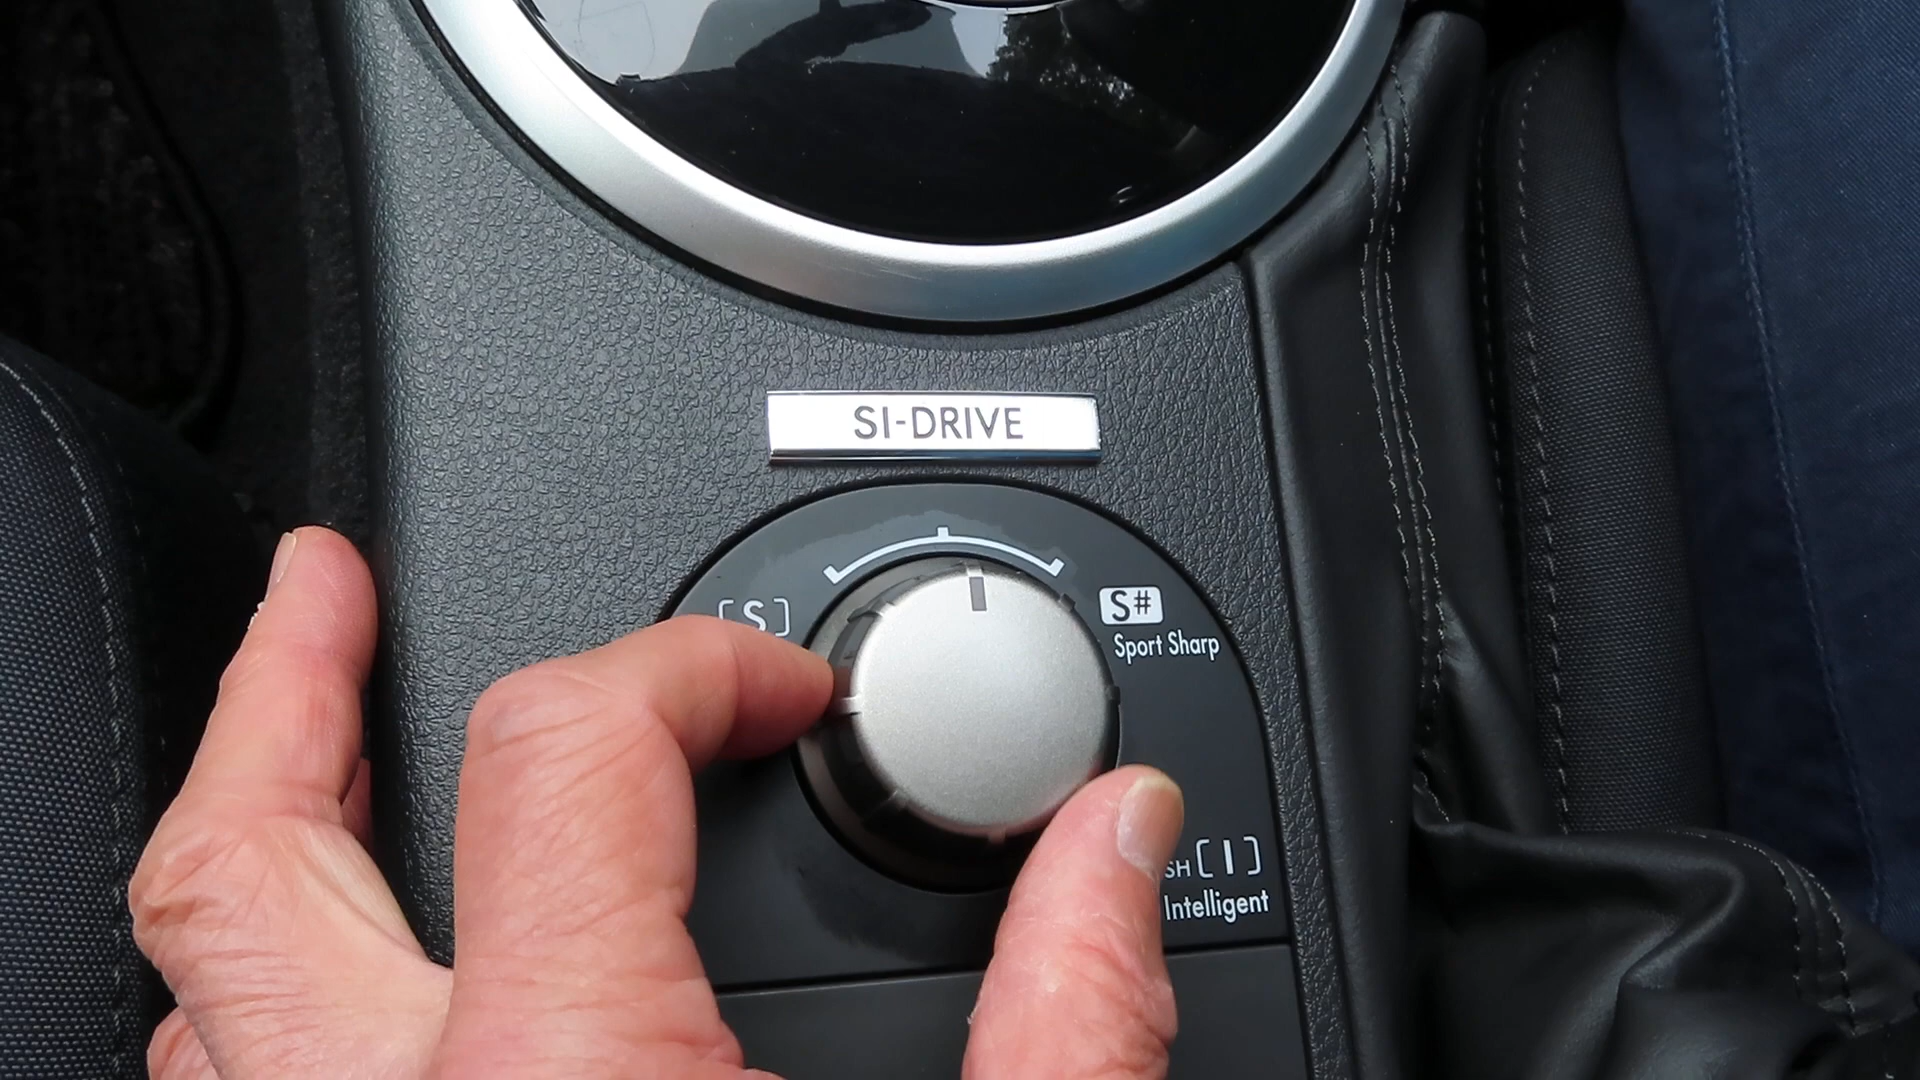 SI-DRIVE
[S]
S#
Sport Sharp
SH [I]
Intelligent